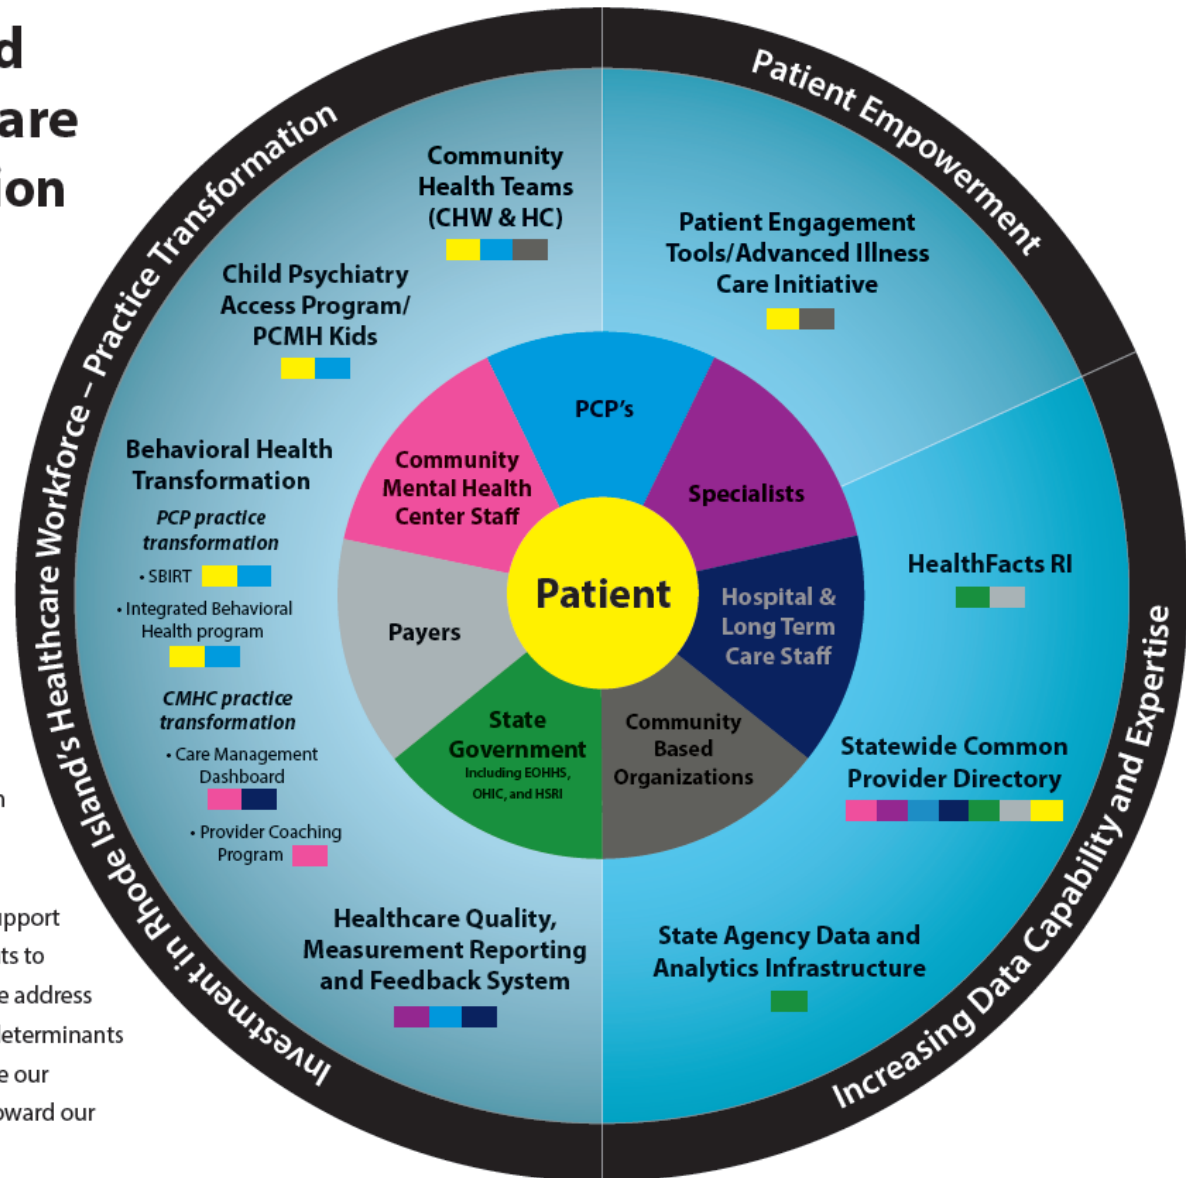 d
are
ion
Investment in Rhode Island's Healthcare Workforce – Practice Transformation
Patient Empowerment
Increasing Data Capability and Expertise
Community
Health Teams
(CHW & HC)
Child Psychiatry
Access Program/
PCMH Kids
Behavioral Health
Transformation
PCP practice
transformation
• SBIRT
• Integrated Behavioral
Health program
CMHC practice
transformation
• Care Management
Dashboard
• Provider Coaching
Program
Healthcare Quality,
Measurement Reporting
and Feedback System
Patient Engagement
Tools/Advanced Illness
Care Initiative
HealthFacts RI
Statewide Common
Provider Directory
State Agency Data and
Analytics Infrastructure
PCP's
Specialists
Hospital &
Long Term
Care Staff
Community
Based
Organizations
State
Government
Including EOHHS,
OHIC, and HSRI
Payers
Community
Mental Health
Center Staff
Patient
n
upport
ts to
e address
determinants
e our
oward our